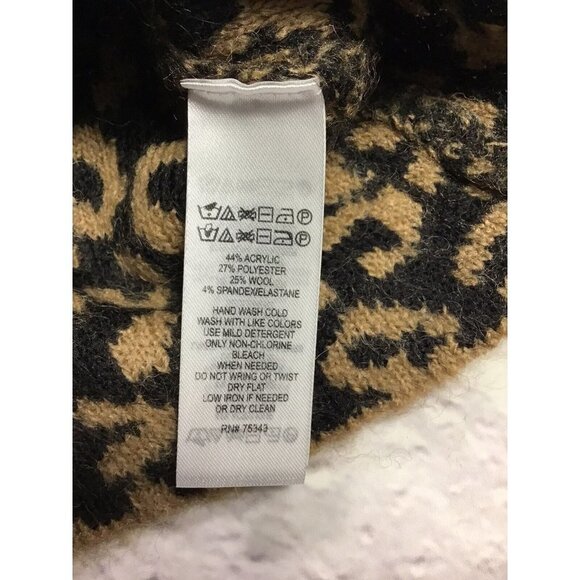 44% ACRYLIC
27% POLYESTER
25% WOOL
4% SPANDEX/ELASTANE
HAND WASH COLD
WASH WITH LIKE COLORS
USE MILD DETERGENT
ONLY NON-CHLORINE
BLEACH
WHEN NEEDED
DO NOT WRING OR TWIST
DRY FLAT
LOW IRON IF NEEDED
OR DRY CLEAN
RN# 75343